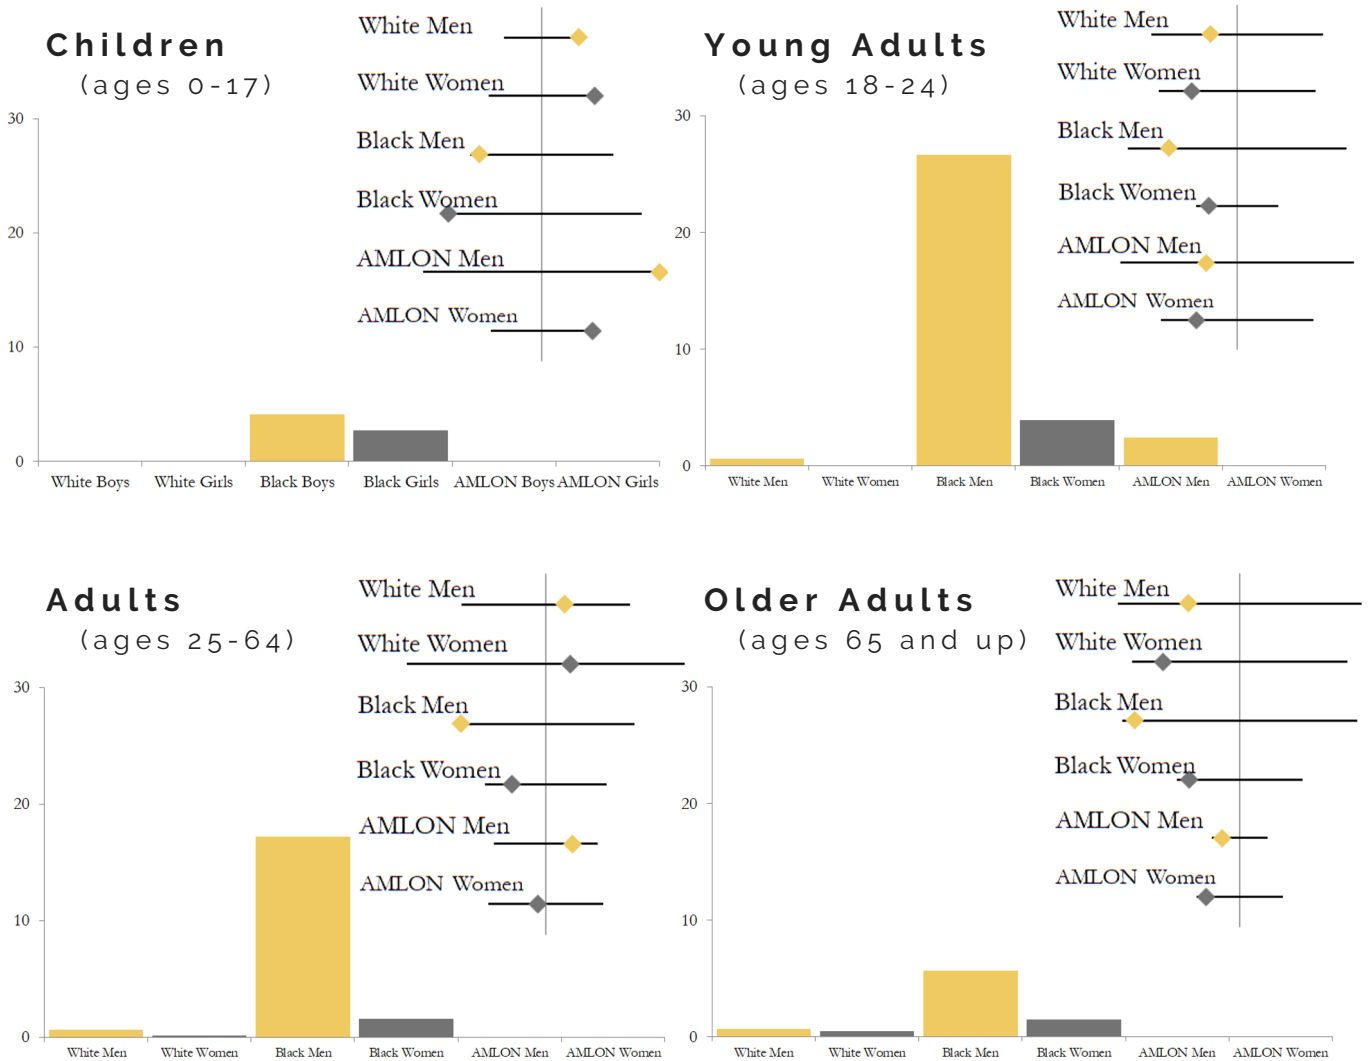 Children
(ages 0-17)
White Men
White Women
Black Men
Black Women
AMLON Men
AMLON Women
30
20
10
0
White Boys White Girls Black Boys Black Girls AMLON Boys AMLON Girls
Young Adults
(ages 18-24)
White Men
White Women
Black Men
Black Women
AMLON Men
AMLON Women
30
20
10
0
White Men White Women Black Men Black Women AMLON Men AMLON Women
Adults
(ages 25-64)
White Men
White Women
Black Men
Black Women
AMLON Men
AMLON Women
30
20
10
0
White Men White Women Black Men Black Women AMLON Men AMLON Women
Older Adults
(ages 65 and up)
White Men
White Women
Black Men
Black Women
AMLON Men
AMLON Women
30
20
10
0
White Men White Women Black Men Black Women AMLON Men AMLON Women